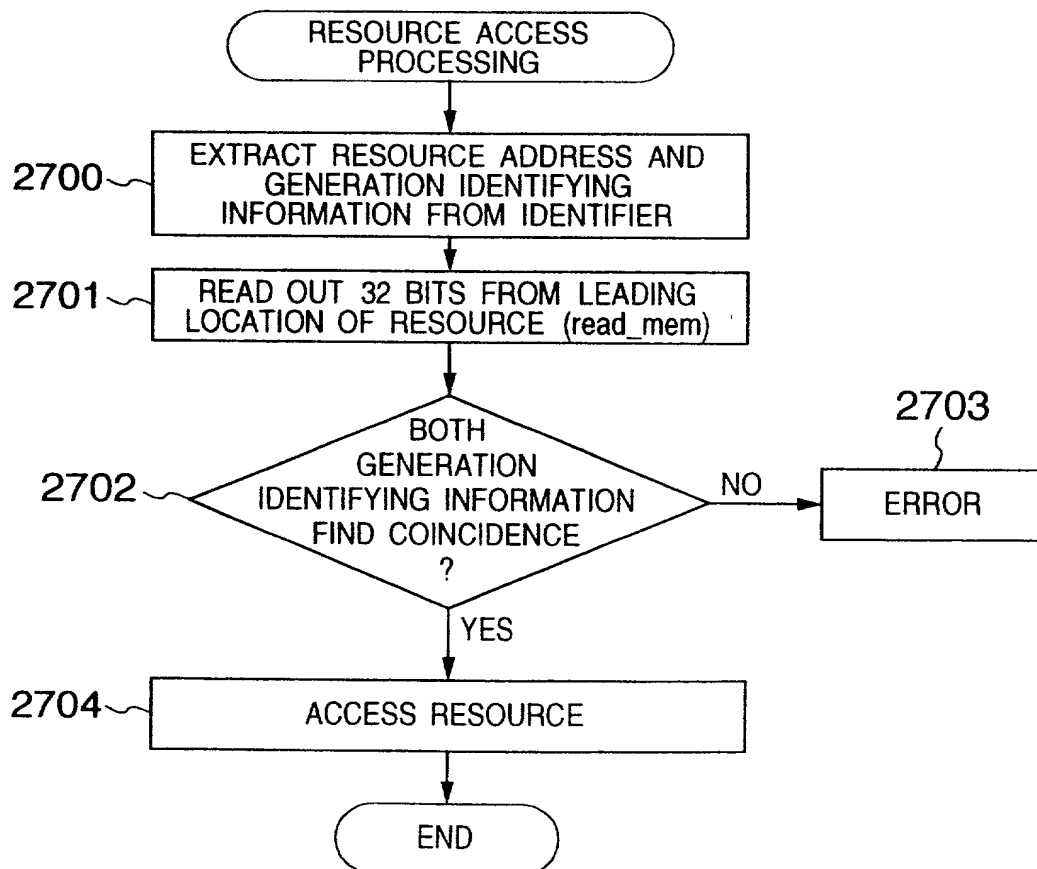 RESOURCE ACCESS
PROCESSING
2700
EXTRACT RESOURCE ADDRESS AND
GENERATION IDENTIFYING
INFORMATION FROM IDENTIFIER
2701
READ OUT 32 BITS FROM LEADING
LOCATION OF RESOURCE (read_mem)
2702
BOTH
GENERATION
IDENTIFYING INFORMATION
FIND COINCIDENCE
?
NO
2703
ERROR
YES
2704
ACCESS RESOURCE
END